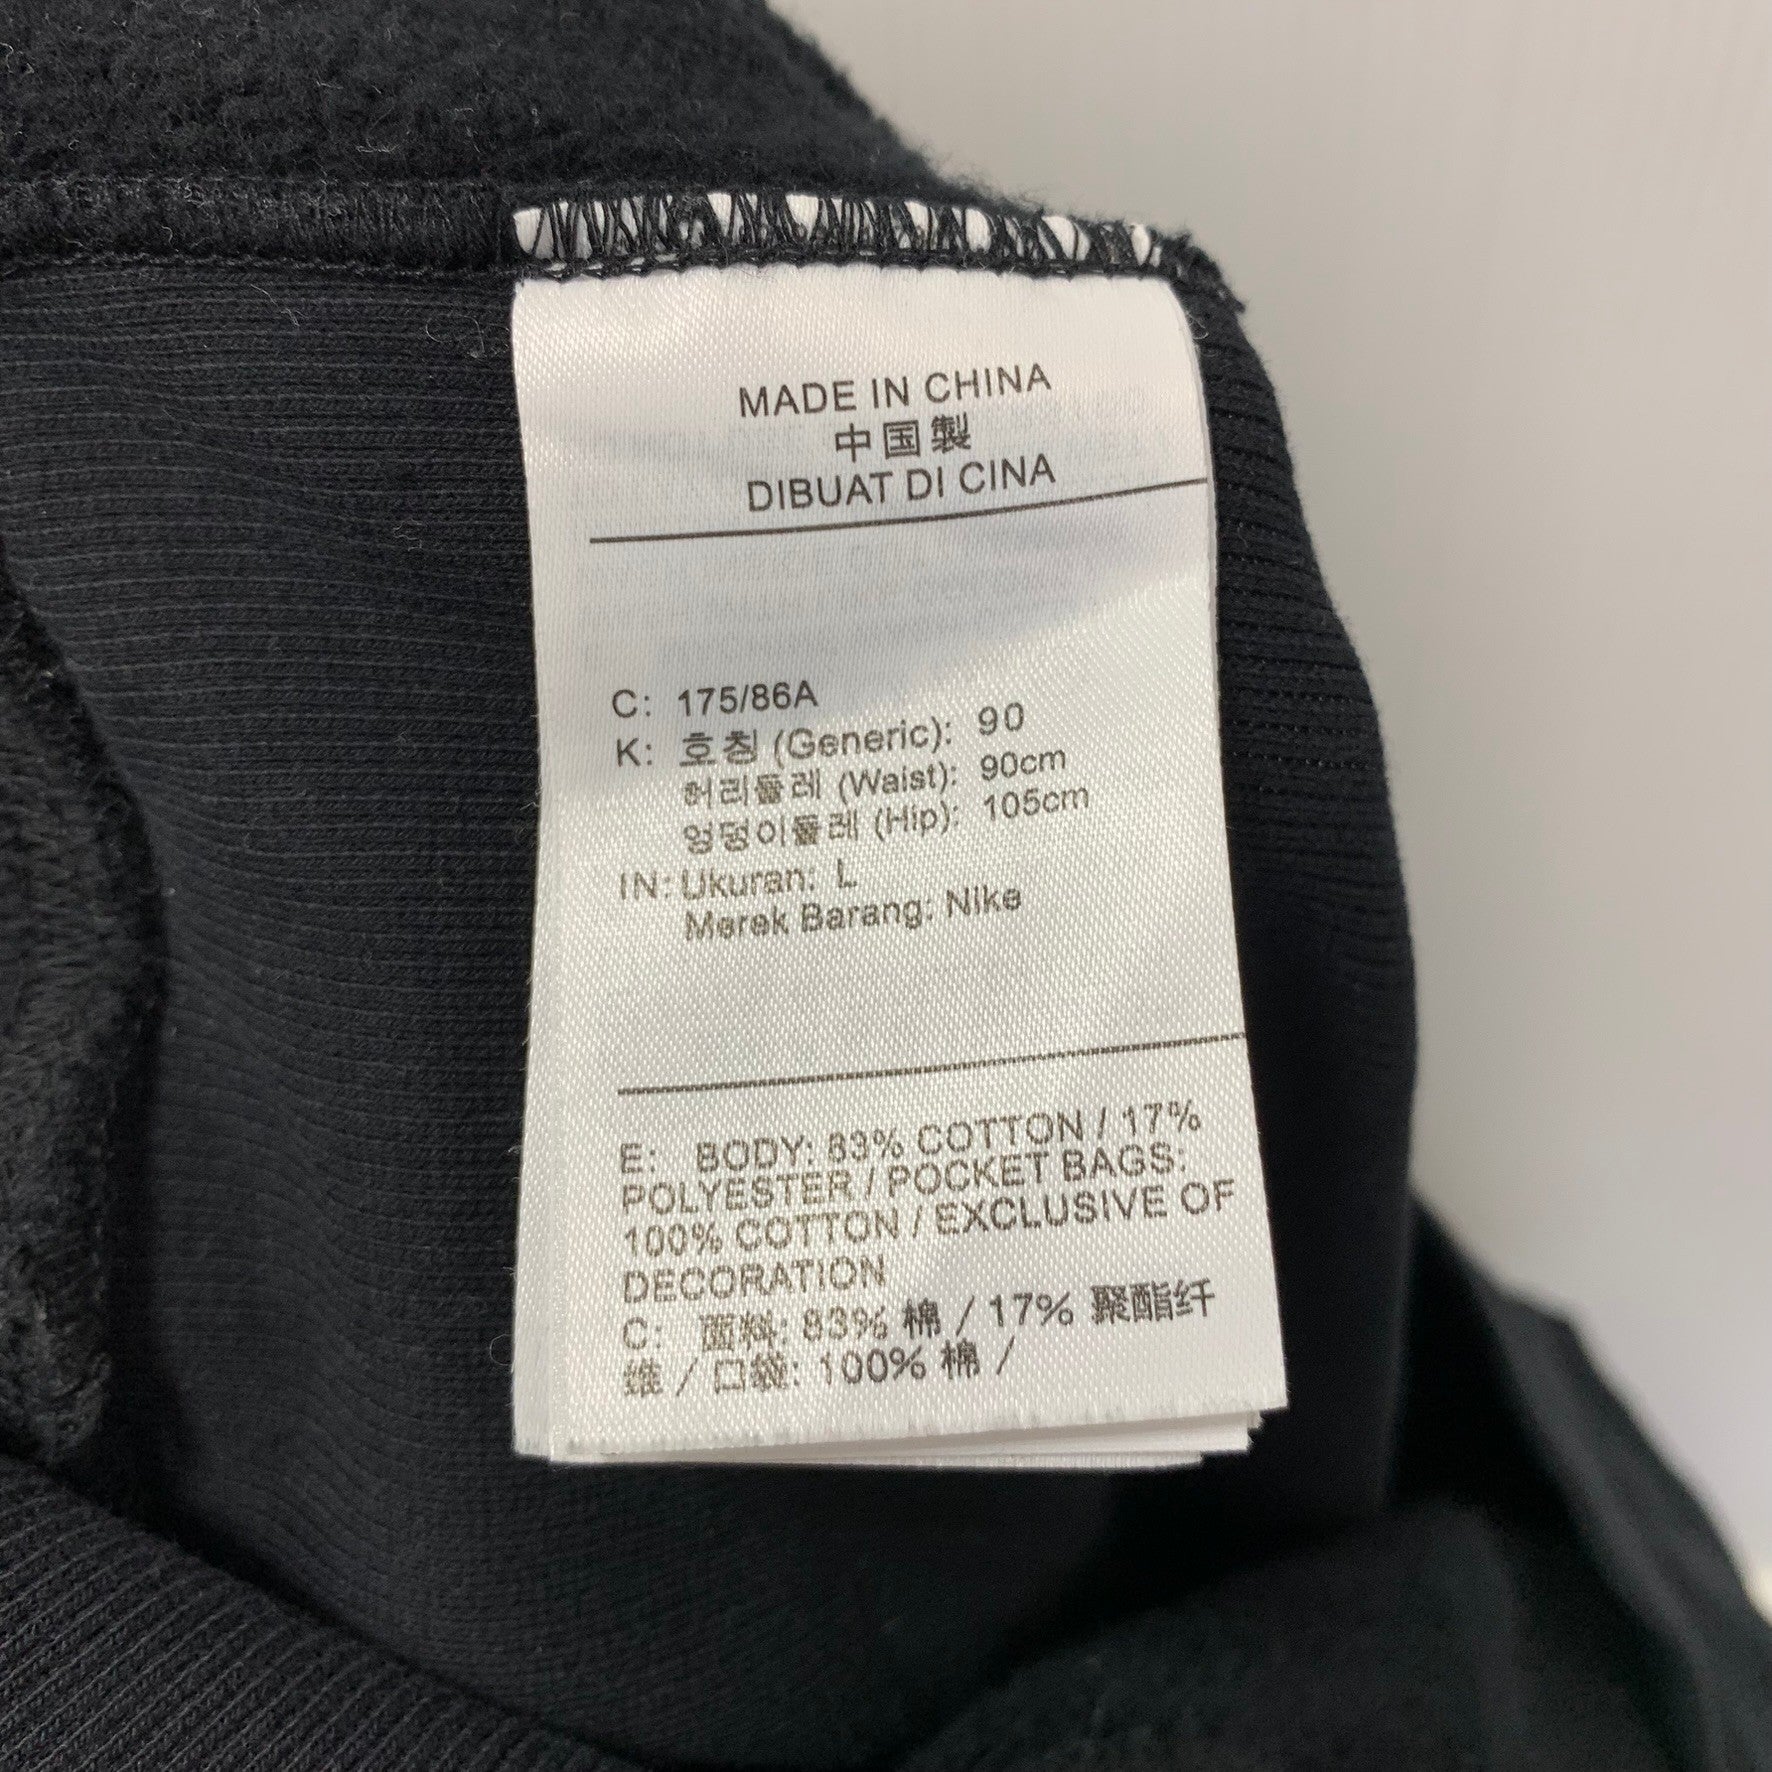 MADE IN CHINA
中国製
DIBUAT DI CINA
C: 175/86A
K: 호칭 (Generic): 90
허리둘레 (Waist): 90cm
엉덩이둘레 (Hip): 105cm
IN: Ukuran: L
Merek Barang: Nike
E: BODY: 83% COTTON / 17%
POLYESTER / POCKET BAGS:
100% COTTON / EXCLUSIVE OF
DECORATION
C: 面料: 83% 棉 / 17% 聚酯纤
维 / 口袋: 100% 棉 /